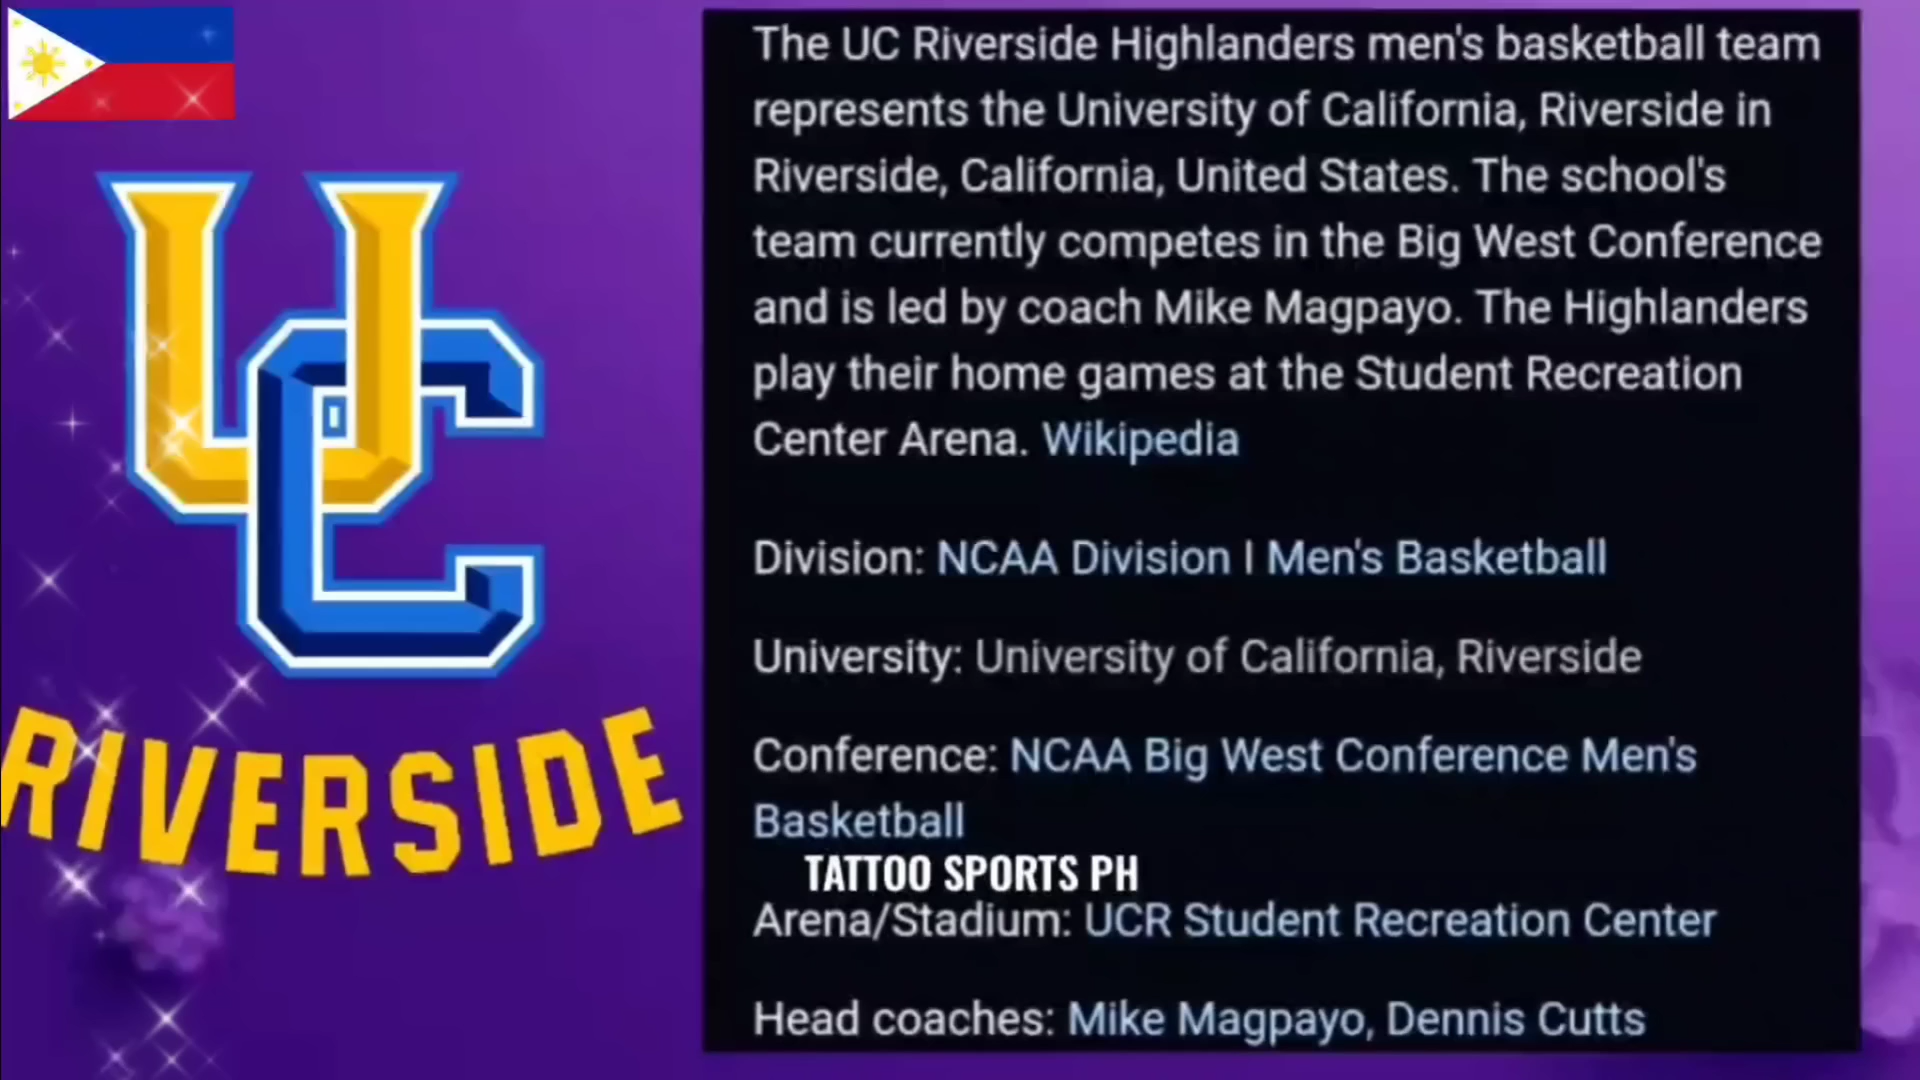 UC
RIVERSIDE
The UC Riverside Highlanders men's basketball team
represents the University of California, Riverside in
Riverside, California, United States. The school's
team currently competes in the Big West Conference
and is led by coach Mike Magpayo. The Highlanders
play their home games at the Student Recreation
Center Arena. Wikipedia
Division: NCAA Division I Men's Basketball
University: University of California, Riverside
Conference: NCAA Big West Conference Men's
Basketball
TATTOO SPORTS PH
Arena/Stadium: UCR Student Recreation Center
Head coaches: Mike Magpayo, Dennis Cutts